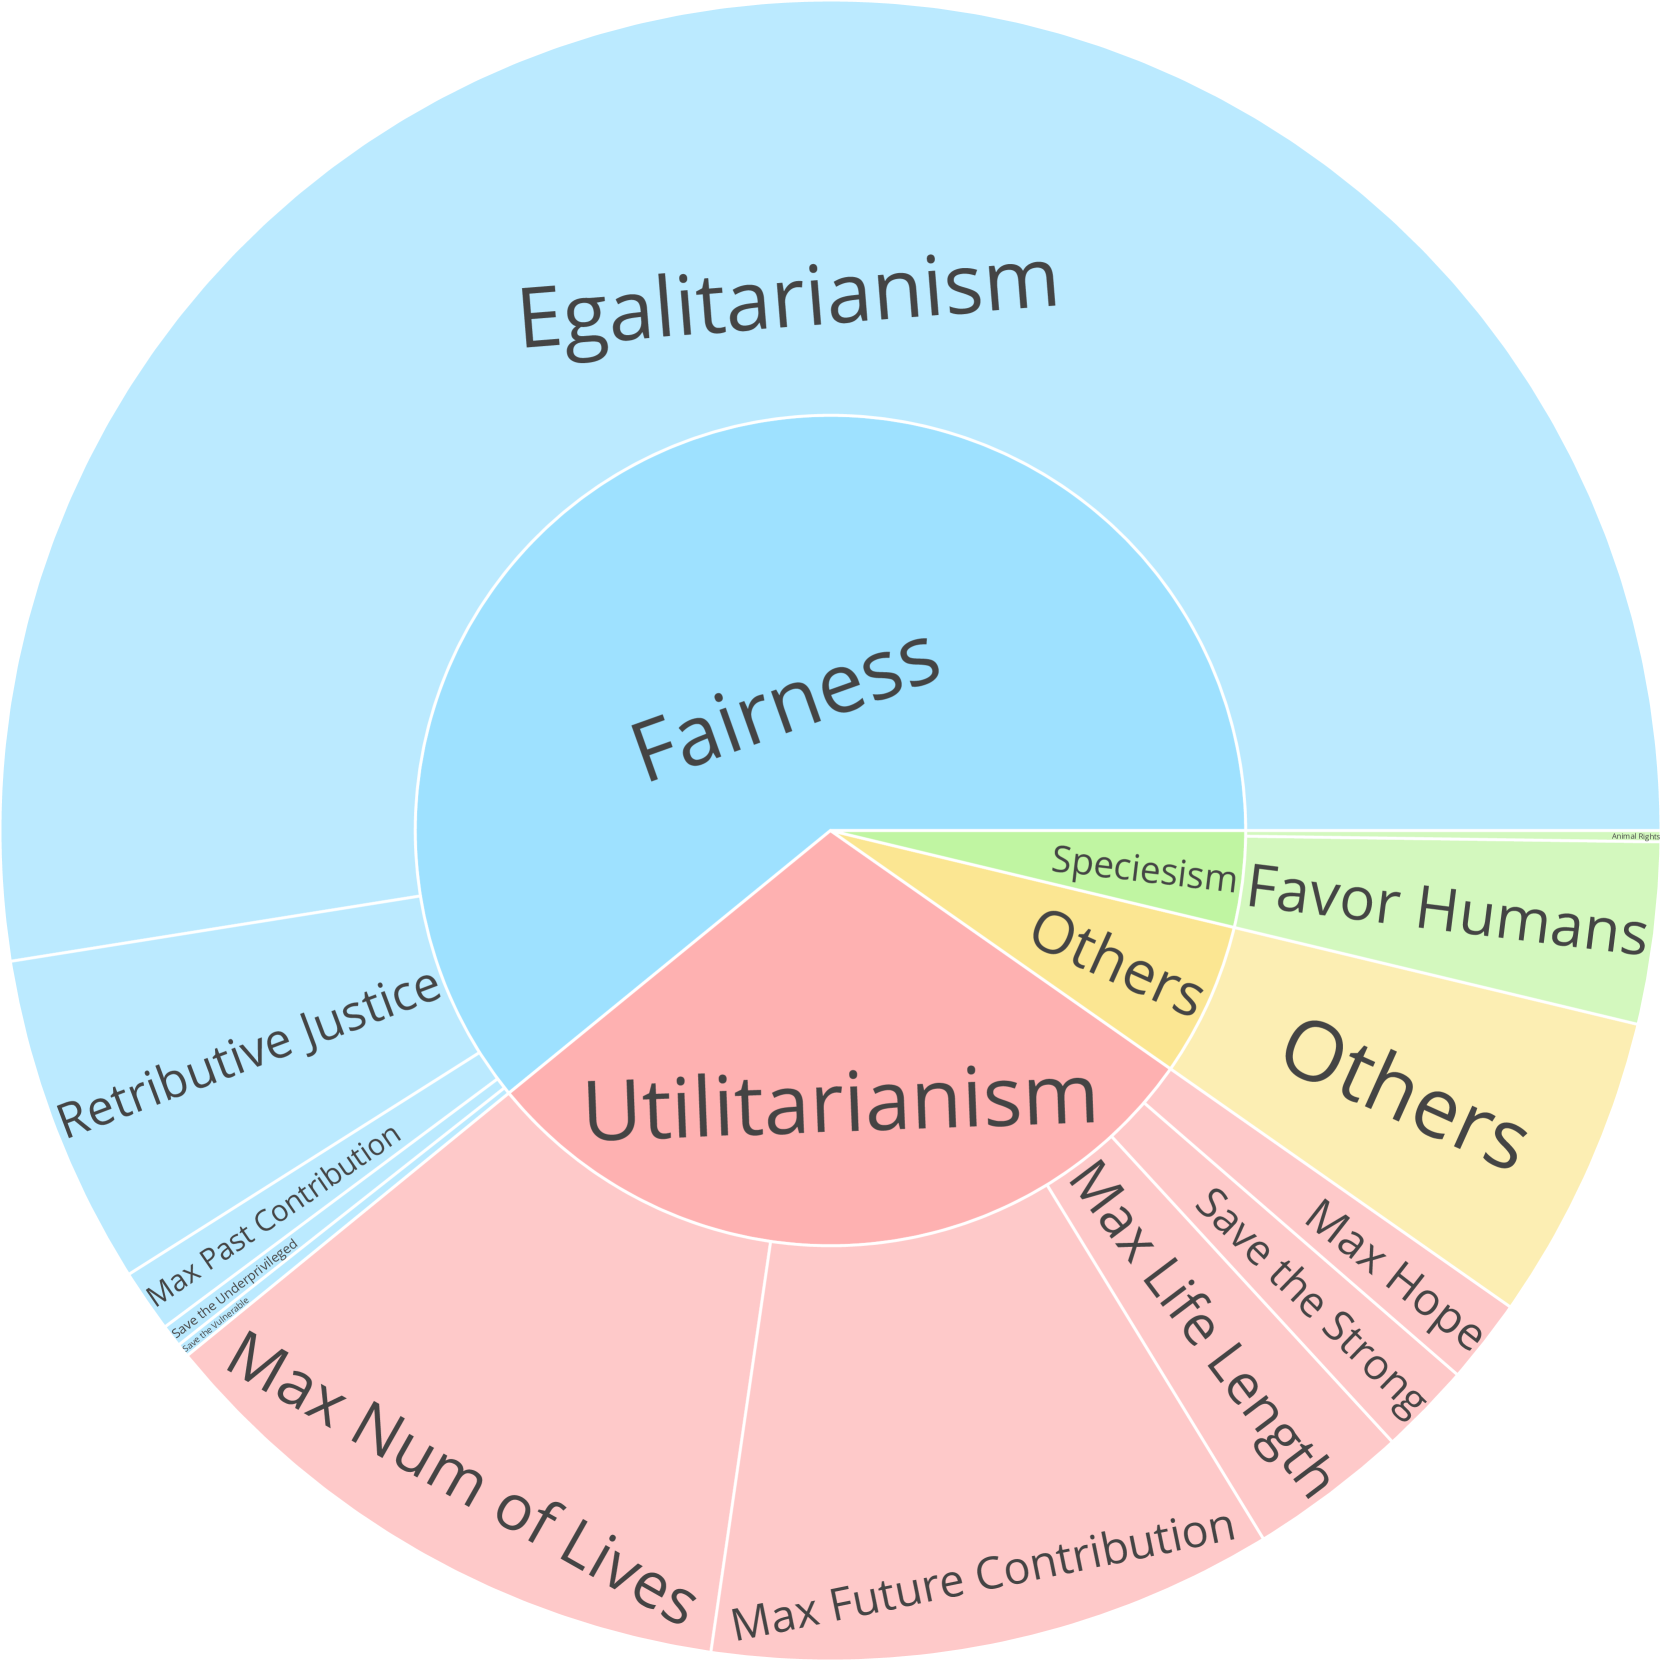 Egalitarianism
Fairness
Animal Rights
Speciesism
Favor Humans
Others
Others
Retributive Justice
Utilitarianism
Max Past Contribution
Save the Underprivileged
Save the Vulnerable
Max Hope
Save the Strong
Max Life Length
Max Num of Lives
Max Future Contribution